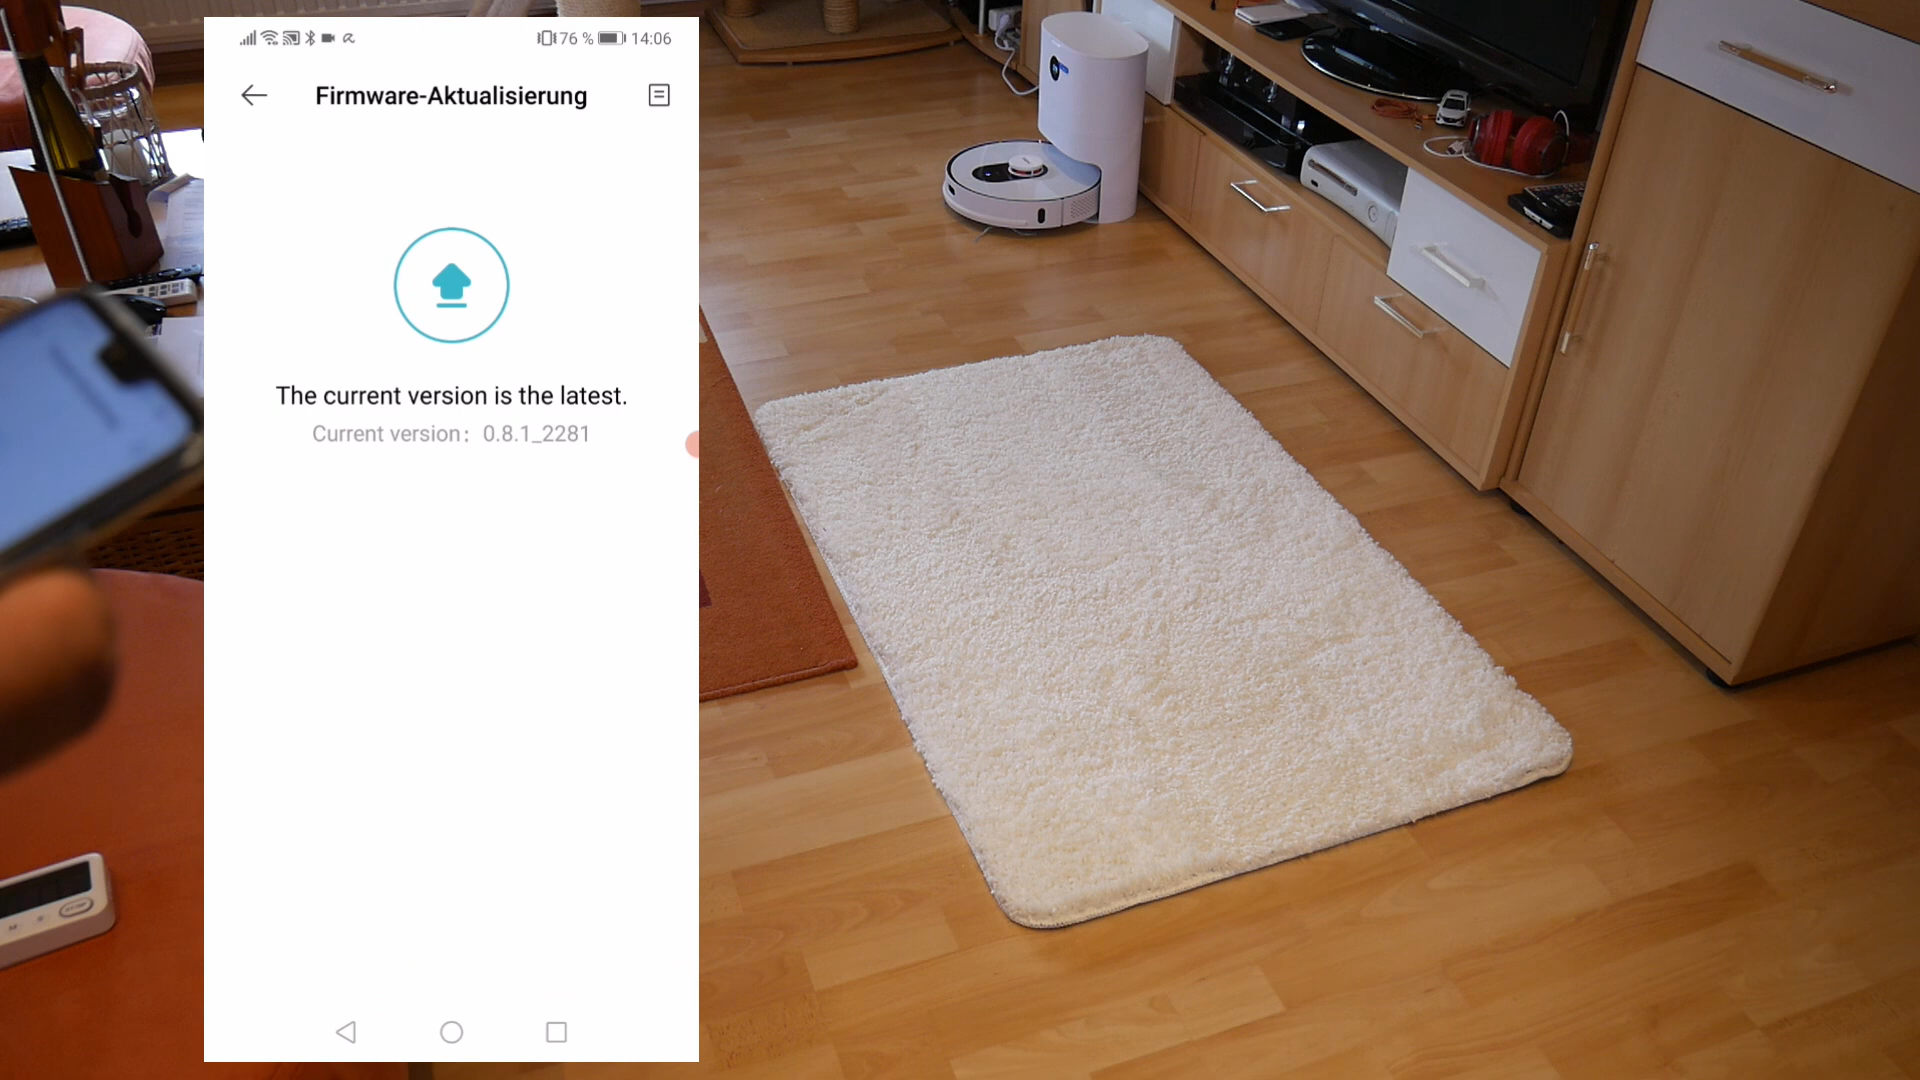 76 % 14:06
Firmware-Aktualisierung
The current version is the latest.
Current version: 0.8.1_2281